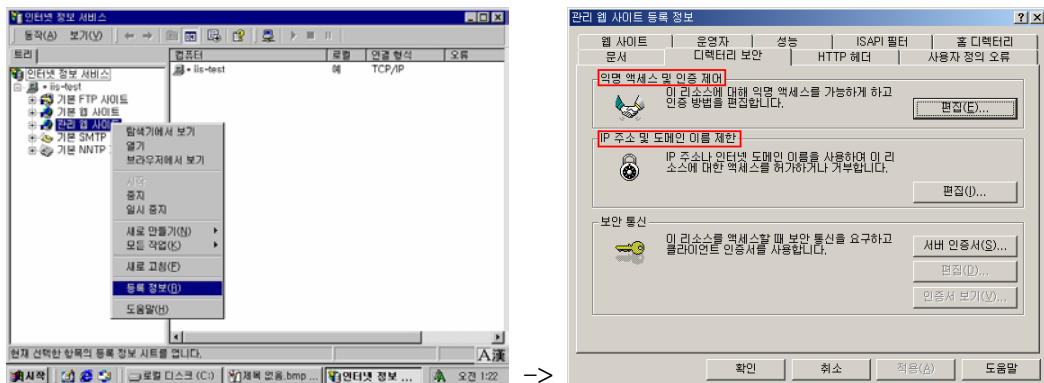 인터넷 정보 서비스
동작(A) 보기(V)
트리
인터넷 정보 서비스
iis-test
기본 FTP 사이트
기본 웹 사이트
관리 웹 사이트
기본 SMTP
기본 NNTP
컴퓨터 로컬 연결 형식 오류
iis-test 예 TCP/IP
탐색기에서 보기
열기
브라우저에서 보기
시작
중지
일시 중지
새로 만들기(N)
모든 작업(K)
새로 고침(F)
등록 정보(R)
도움말(H)
현재 선택한 항목의 등록 정보 시트를 엽니다.
A漢
시작 로컬 디스크 (C:) 제목 없음.bmp ... 인터넷 정보 ... 오전 1:22
->
관리 웹 사이트 등록 정보
웹 사이트 운영자 성능 ISAPI 필터 홈 디렉터리
문서 디렉터리 보안 HTTP 헤더 사용자 정의 오류
익명 액세스 및 인증 제어
이 리소스에 대해 익명 액세스를 가능하게 하고
인증 방법을 편집합니다.
편집(E)...
IP 주소 및 도메인 이름 제한
IP 주소나 인터넷 도메인 이름을 사용하여 이 리
소스에 대한 액세스를 허가하거나 거부합니다.
편집(I)...
보안 통신
이 리소스를 액세스할 때 보안 통신을 요구하고
클라이언트 인증서를 사용합니다.
서버 인증서(S)...
편집(D)...
인증서 보기(V)...
확인 취소 적용(A) 도움말